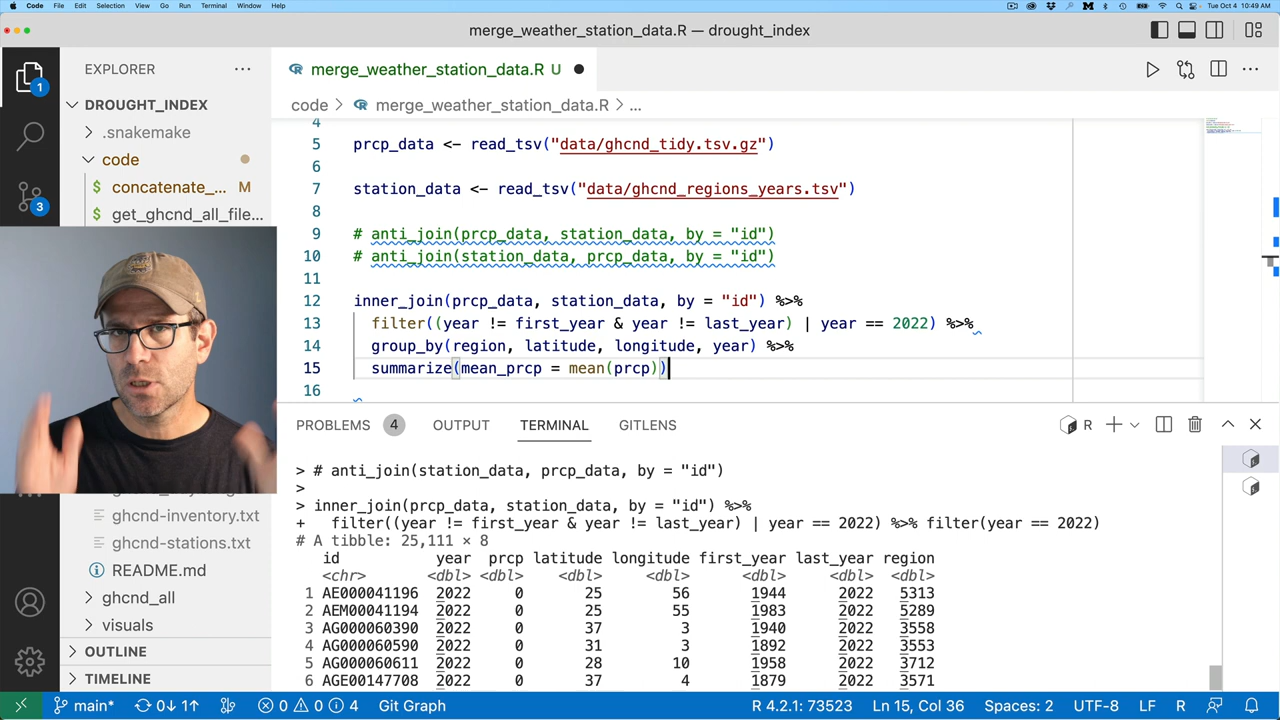 Code File Edit Selection View Go Run Terminal Window Help Tue Oct 4 10:49 AM
merge_weather_station_data.R — drought_index
1
EXPLORER
merge_weather_station_data.R U
DROUGHT_INDEX
code > merge_weather_station_data.R > ...
.snakemake
code
$ concatenate_... M
$ get_ghcnd_all_file...
3
4
5 prcp_data <- read_tsv("data/ghcnd_tidy.tsv.gz")
6
7 station_data <- read_tsv("data/ghcnd_regions_years.tsv")
8
9 # anti_join(prcp_data, station_data, by = "id")
10 # anti_join(station_data, prcp_data, by = "id")
11
12 inner_join(prcp_data, station_data, by = "id") %>%
13 filter((year != first_year & year != last_year) | year == 2022) %>%
14 group_by(region, latitude, longitude, year) %>%
15 summarize(mean_prcp = mean(prcp))
16
PROBLEMS 4 OUTPUT TERMINAL GITLENS
R
> # anti_join(station_data, prcp_data, by = "id")
>
> inner_join(prcp_data, station_data, by = "id") %>%
+ filter((year != first_year & year != last_year) | year == 2022) %>% filter(year == 2022)
# A tibble: 25,111 × 8
id year prcp latitude longitude first_year last_year region
<chr> <dbl> <dbl> <dbl> <dbl> <dbl> <dbl> <dbl>
1 AE000041196 2022 0 25 56 1944 2022 5313
2 AEM00041194 2022 0 25 55 1983 2022 5289
3 AG000060390 2022 0 37 3 1940 2022 3558
4 AG000060590 2022 0 31 3 1892 2022 3553
5 AG000060611 2022 0 28 10 1958 2022 3712
6 AGE00147708 2022 0 37 4 1879 2022 3571
ghcnd-inventory.txt
ghcnd-stations.txt
README.md
ghcnd_all
visuals
OUTLINE
TIMELINE
main* 0↓ 1↑ 0 0 4 Git Graph R 4.2.1: 73523 Ln 15, Col 36 Spaces: 2 UTF-8 LF R